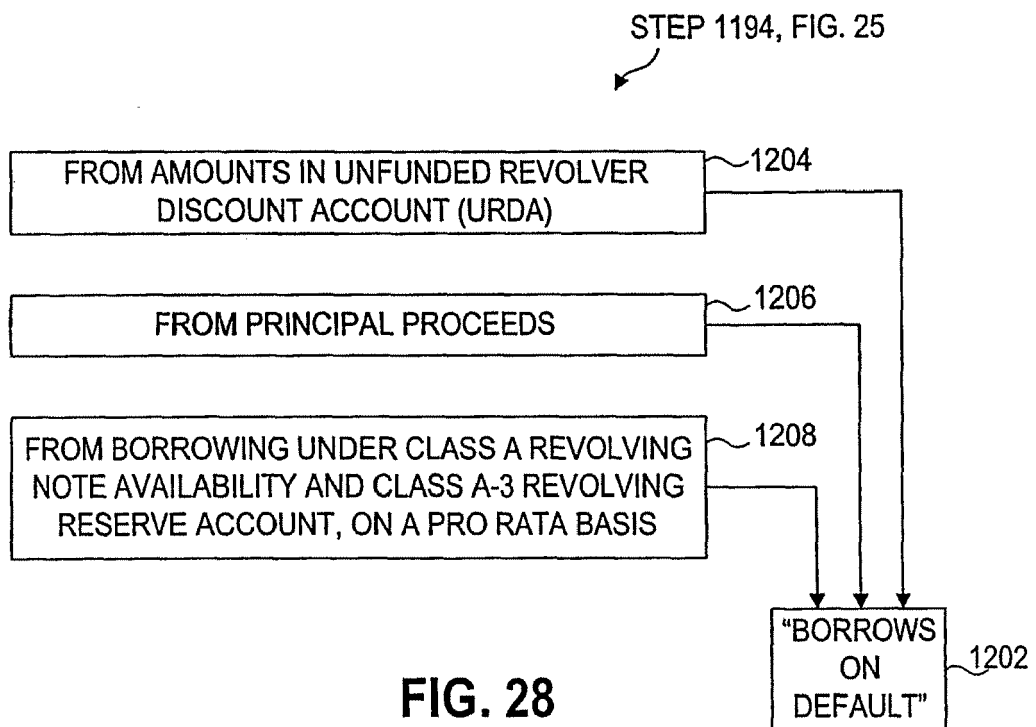 STEP 1194, FIG. 25
FROM AMOUNTS IN UNFUNDED REVOLVER
DISCOUNT ACCOUNT (URDA)
1204
FROM PRINCIPAL PROCEEDS
1206
FROM BORROWING UNDER CLASS A REVOLVING
NOTE AVAILABILITY AND CLASS A-3 REVOLVING
RESERVE ACCOUNT, ON A PRO RATA BASIS
1208
"BORROWS
ON
DEFAULT"
1202
FIG. 28